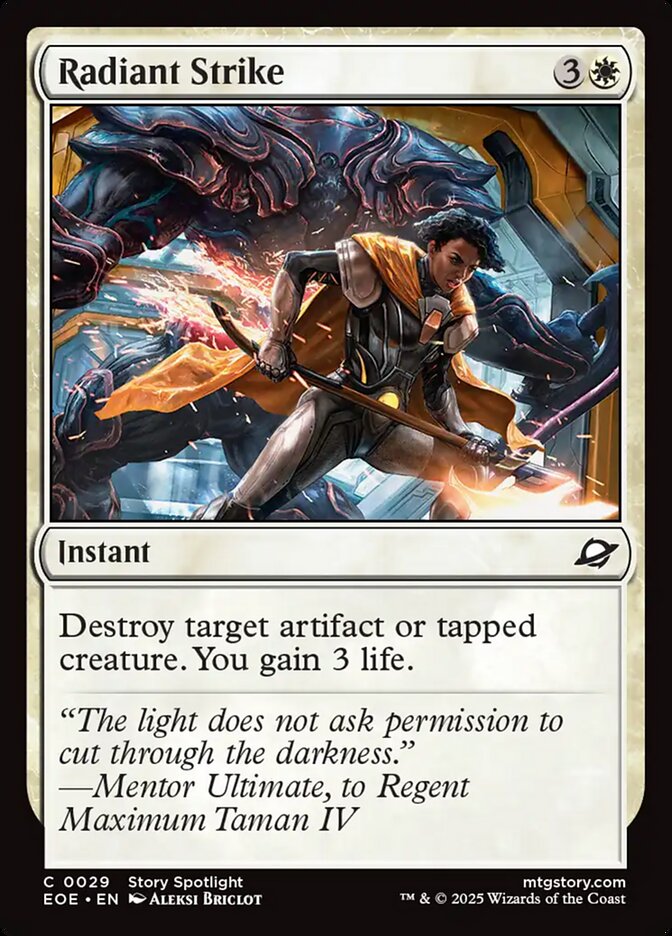 Radiant Strike 3
Instant
Destroy target artifact or tapped
creature. You gain 3 life.
“The light does not ask permission to
cut through the darkness.”
—Mentor Ultimate, to Regent
Maximum Taman IV
C 0029 Story Spotlight mtgstory.com
EOE • EN Aleksi Briclot ™ & © 2025 Wizards of the Coast